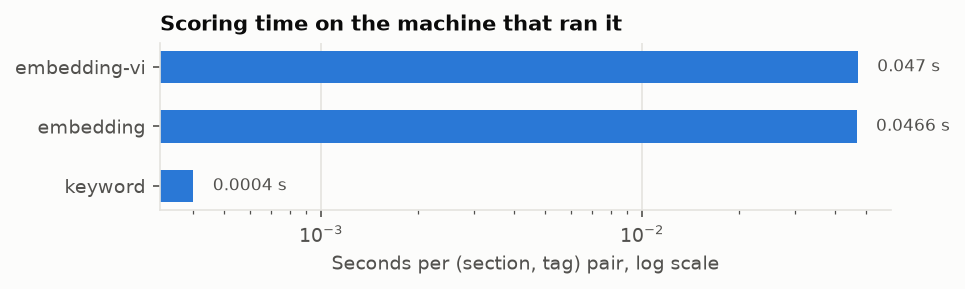 Scoring time on the machine that ran it
embedding-vi
0.047 s
embedding
0.0466 s
keyword
0.0004 s
10⁻³
10⁻²
Seconds per (section, tag) pair, log scale